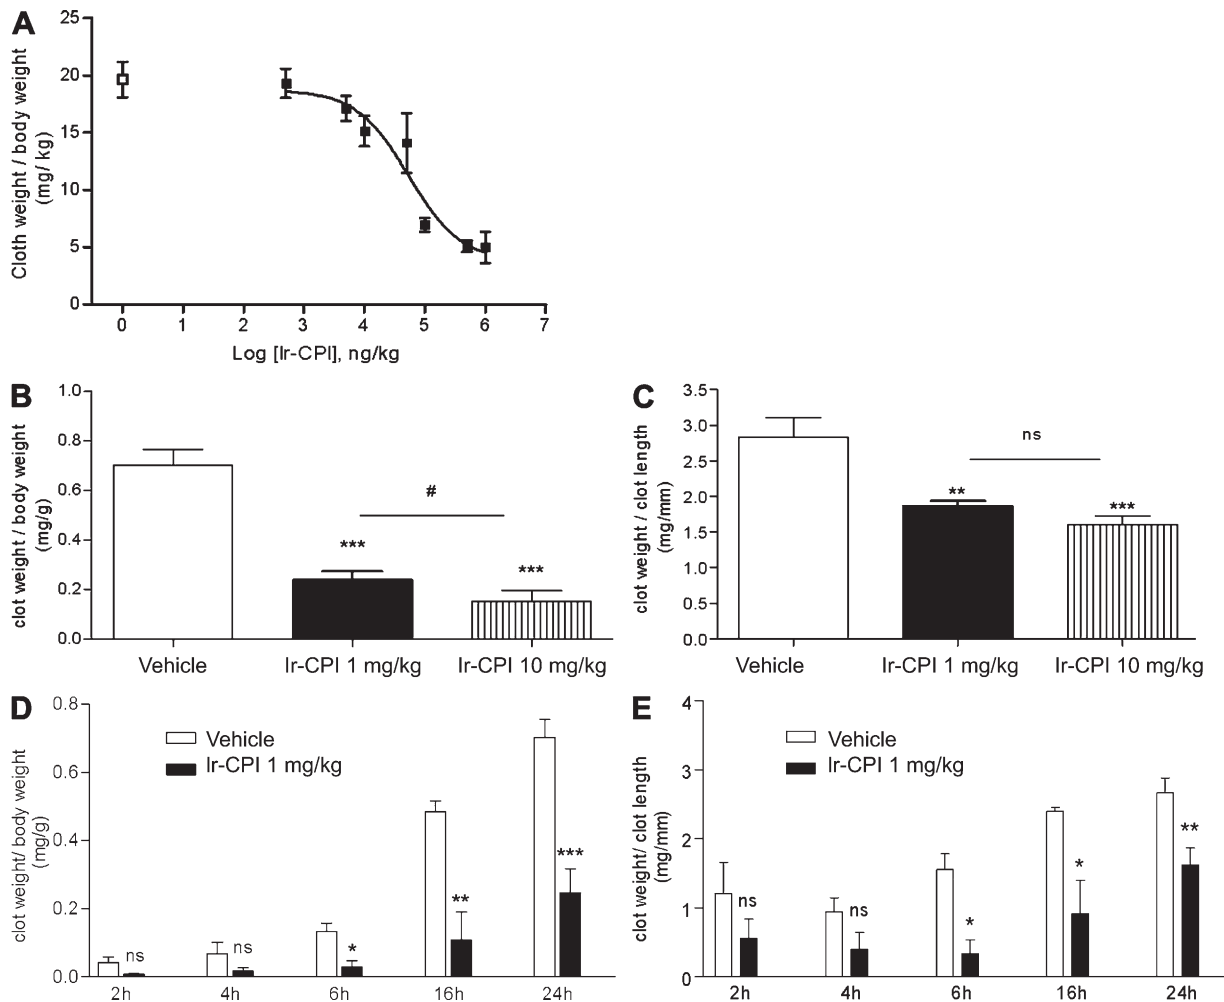 A
25
20
15
10
5
0
Cloth weight / body weight
(mg/ kg)
0 1 2 3 4 5 6 7
Log [Ir-CPI], ng/kg
B
1.0
0.8
0.6
0.4
0.2
0.0
clot weight / body weight
(mg/g)
#
***
***
Vehicle Ir-CPI 1 mg/kg Ir-CPI 10 mg/kg
C
3.5
3.0
2.5
2.0
1.5
1.0
0.5
0.0
clot weight / clot length
(mg/mm)
ns
**
***
Vehicle Ir-CPI 1 mg/kg Ir-CPI 10 mg/kg
D
0.8
0.6
0.4
0.2
0.0
clot weight/ body weight
(mg/g)
Vehicle
Ir-CPI 1 mg/kg
ns ns * ** ***
2h 4h 6h 16h 24h
E
4
3
2
1
0
clot weight/ clot length
(mg/mm)
Vehicle
Ir-CPI 1 mg/kg
ns ns * * **
2h 4h 6h 16h 24h